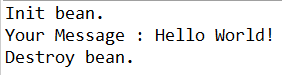 Init bean.
Your Message : Hello World!
Destroy bean.